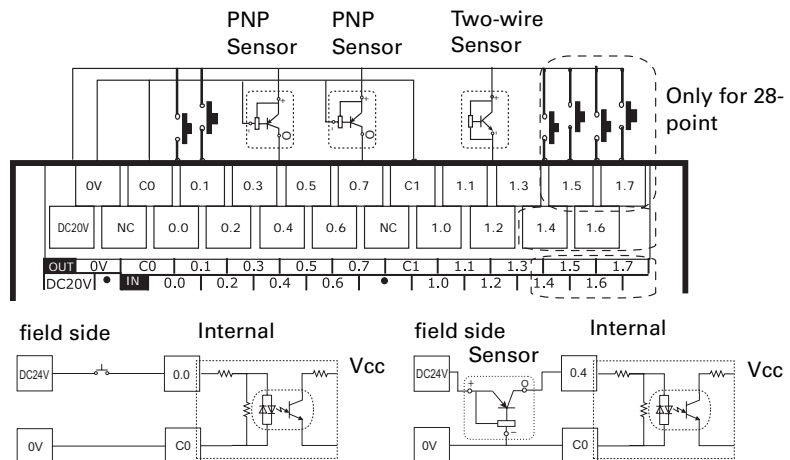 PNP Sensor
PNP Sensor
Two-wire Sensor
Only for 28-point
+
+
+
O
O
-
-
-
0V C0 0.1 0.3 0.5 0.7 C1 1.1 1.3 1.5 1.7
DC20V NC 0.0 0.2 0.4 0.6 NC 1.0 1.2 1.4 1.6
OUT 0V C0 0.1 0.3 0.5 0.7 C1 1.1 1.3 1.5 1.7
DC20V • IN 0.0 0.2 0.4 0.6 • 1.0 1.2 1.4 1.6
field side Internal
DC24V 0.0 Vcc
0V C0
field side Internal
Sensor
DC24V + O 0.4 Vcc
-
0V C0